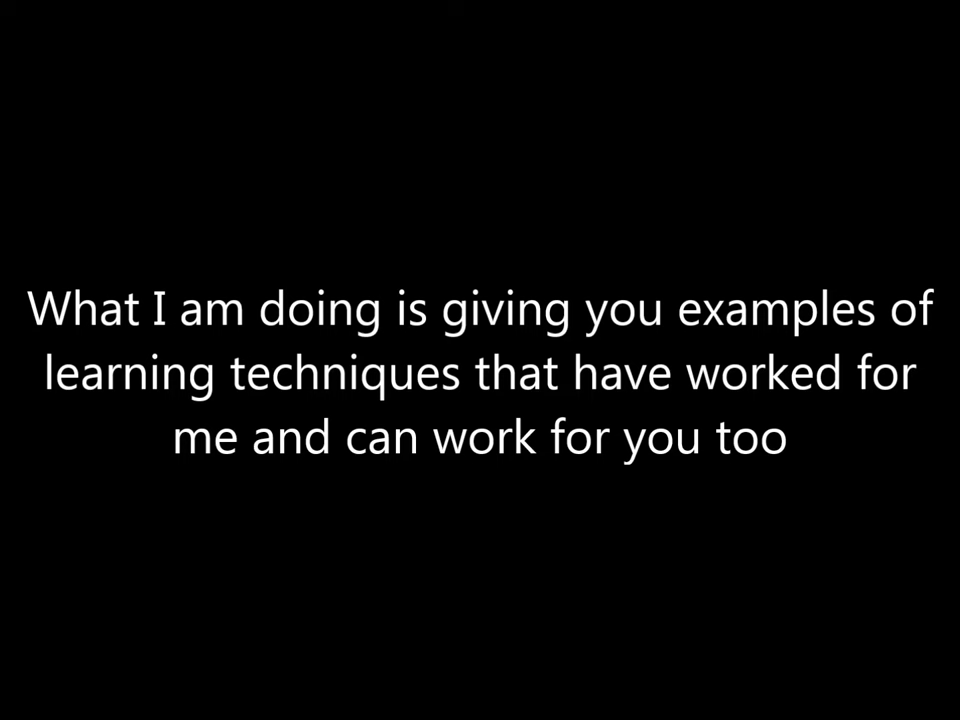 What I am doing is giving you examples of
learning techniques that have worked for
me and can work for you too